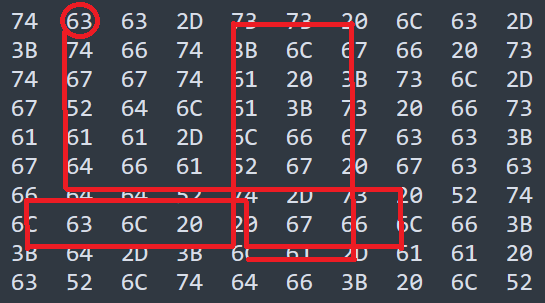 74 63 63 2D 73 73 20 6C 63 2D
3B 74 66 74 3B 6C 67 66 20 73
74 67 67 74 61 20 3B 73 6C 2D
67 52 64 6C 61 3B 73 20 66 73
61 61 61 2D 6C 66 67 63 63 3B
67 64 66 61 52 67 20 67 63 63
66 64 64 52 74 2D 73 20 52 74
6C 63 6C 20 20 67 66 6C 66 3B
3B 64 2D 3B 6C 61 2D 61 61 20
63 52 6C 74 64 66 3B 20 6C 52